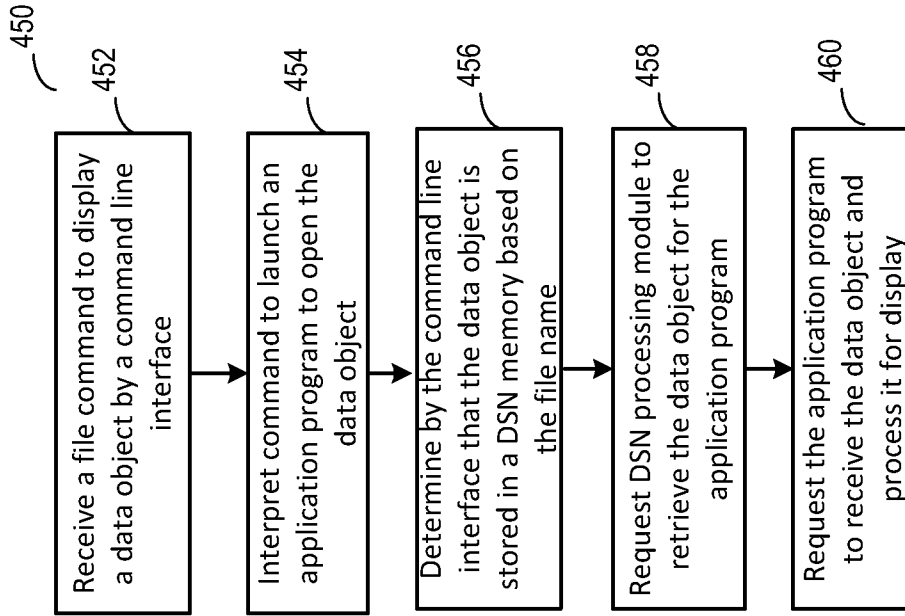 450
452
Receive a file command to display
a data object by a command line
interface
454
Interpret command to launch an
application program to open the
data object
456
Determine by the command line
interface that the data object is
stored in a DSN memory based on
the file name
458
Request DSN processing module to
retrieve the data object for the
application program
460
Request the application program
to receive the data object and
process it for display